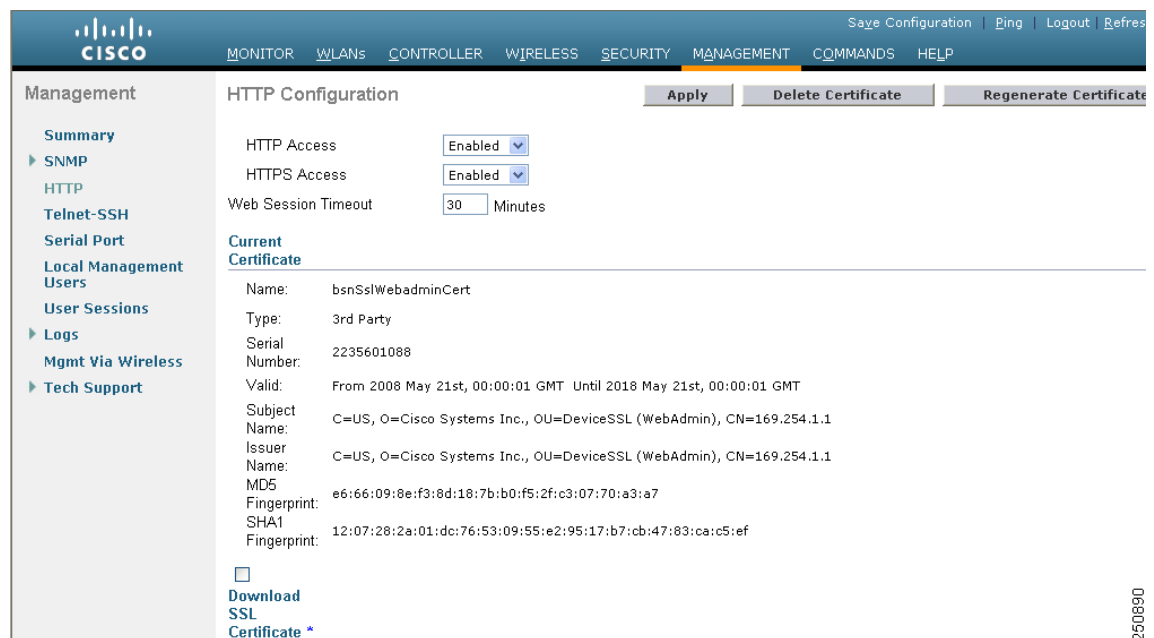 Save Configuration | Ping | Logout | Refres
CISCO
MONITOR WLANs CONTROLLER WIRELESS SECURITY MANAGEMENT COMMANDS HELP
Management
HTTP Configuration
Apply
Delete Certificate
Regenerate Certificate
Summary
SNMP
HTTP
Telnet-SSH
Serial Port
Local Management
Users
User Sessions
Logs
Mgmt Via Wireless
Tech Support
HTTP Access Enabled
HTTPS Access Enabled
Web Session Timeout 30 Minutes
Current
Certificate
Name: bsnSslWebadminCert
Type: 3rd Party
Serial
Number: 2235601088
Valid: From 2008 May 21st, 00:00:01 GMT Until 2018 May 21st, 00:00:01 GMT
Subject
Name: C=US, O=Cisco Systems Inc., OU=DeviceSSL (WebAdmin), CN=169.254.1.1
Issuer
Name: C=US, O=Cisco Systems Inc., OU=DeviceSSL (WebAdmin), CN=169.254.1.1
MD5
Fingerprint: e6:66:09:8e:f3:8d:18:7b:b0:f5:2f:c3:07:70:a3:a7
SHA1
Fingerprint: 12:07:28:2a:01:dc:76:53:09:55:e2:95:17:b7:cb:47:83:ca:c5:ef
Download
SSL
Certificate *
250890